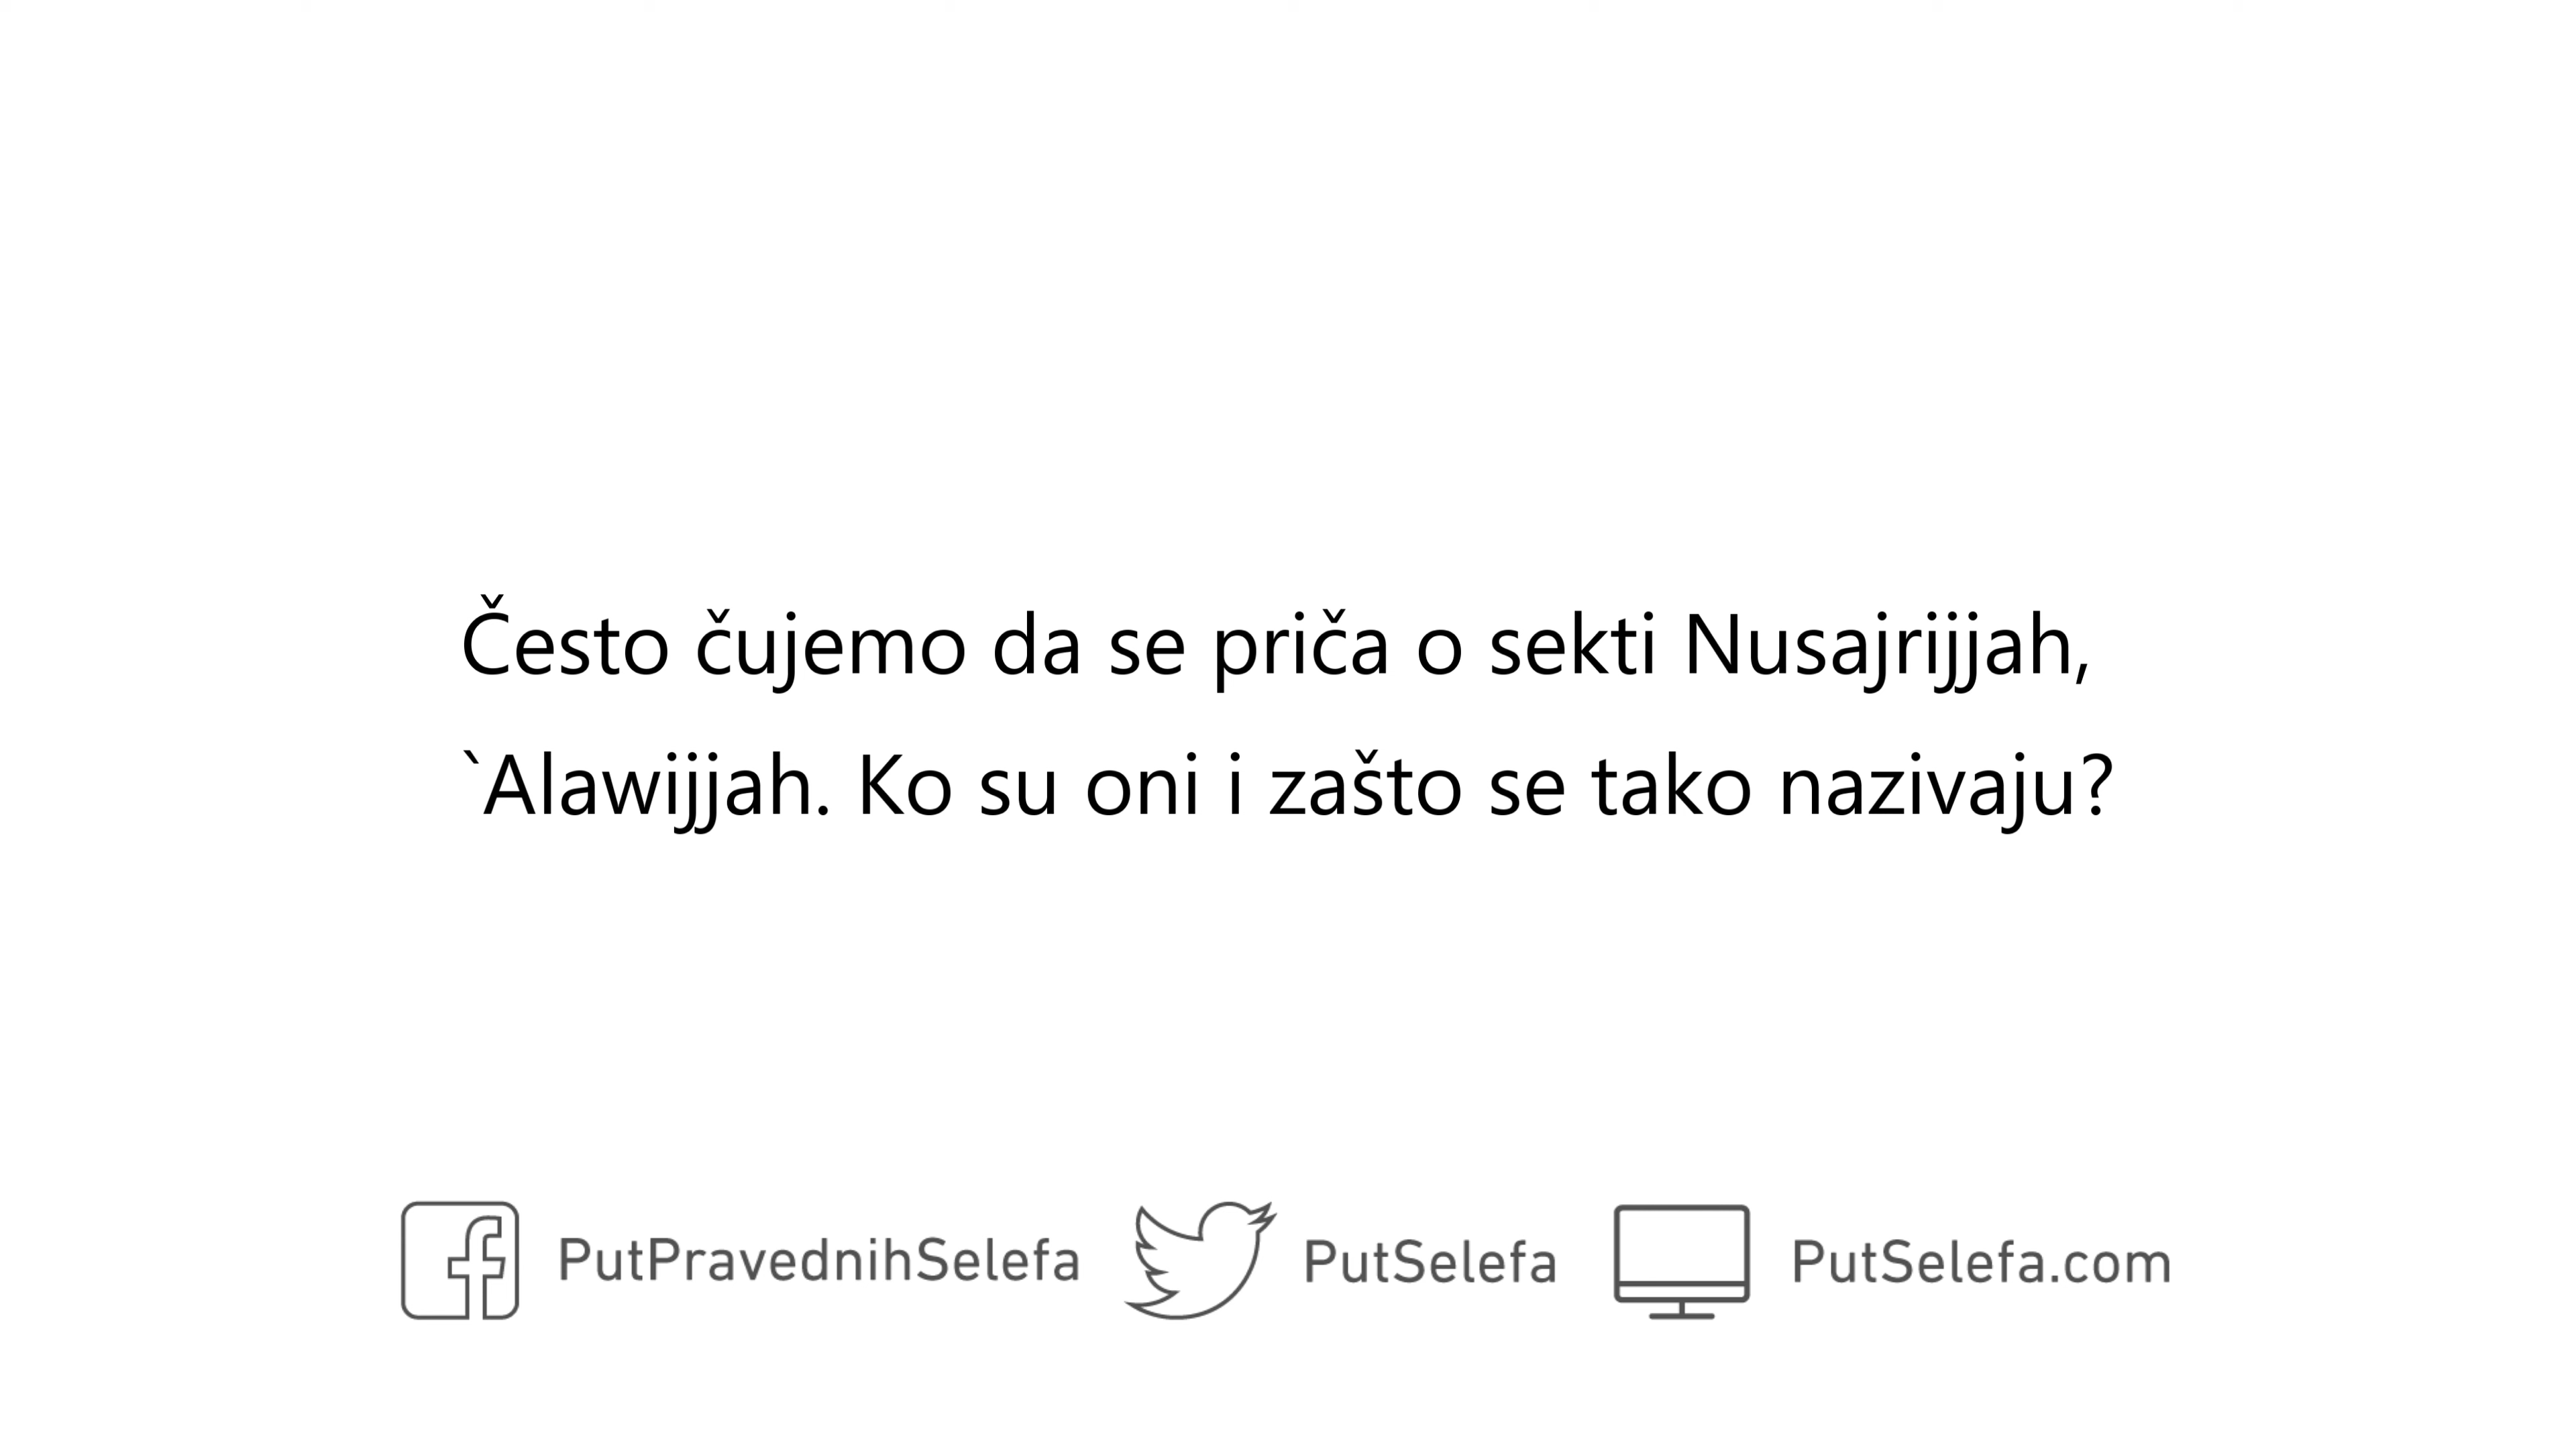 Često čujemo da se priča o sekti Nusajrijjah,
`Alawijjah. Ko su oni i zašto se tako nazivaju?
PutPravednihSelefa PutSelefa PutSelefa.com